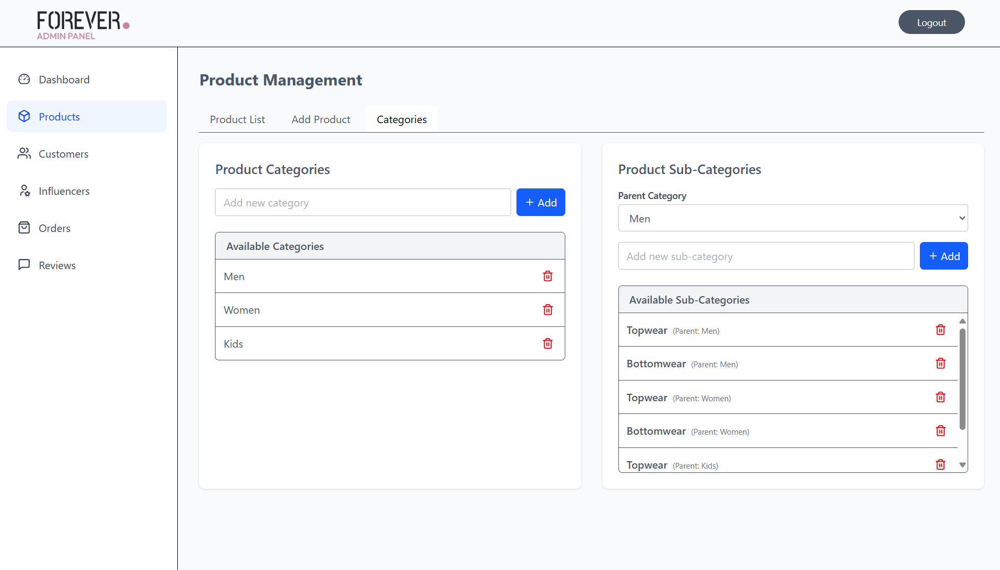 FOREVER.
ADMIN PANEL
Logout
Dashboard
Products
Customers
Influencers
Orders
Reviews
Product Management
Product List
Add Product
Categories
Product Categories
Add new category
+ Add
Available Categories
Men
Women
Kids
Product Sub-Categories
Parent Category
Men
Add new sub-category
+ Add
Available Sub-Categories
Topwear (Parent: Men)
Bottomwear (Parent: Men)
Topwear (Parent: Women)
Bottomwear (Parent: Women)
Topwear (Parent: Kids)